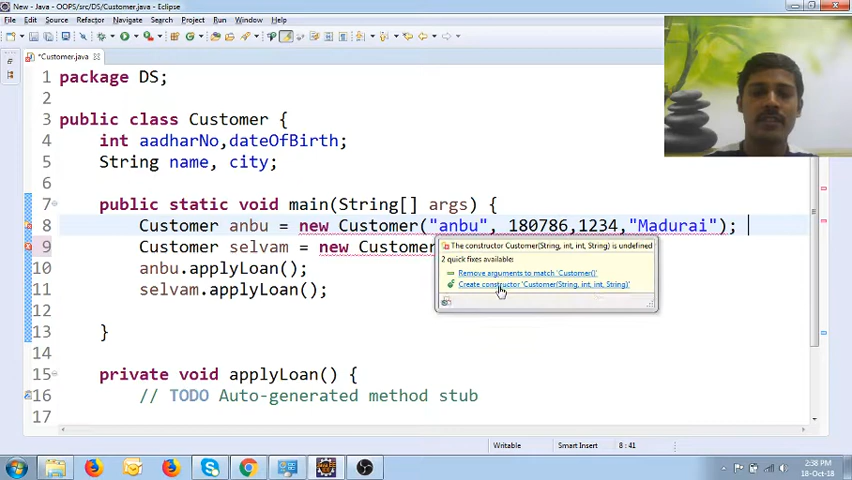 New - Java - OOPS/src/DS/Customer.java - Eclipse
File Edit Source Refactor Navigate Search Project Run Window Help
*Customer.java
1 package DS;
2
3 public class Customer {
4 int aadharNo,dateOfBirth;
5 String name, city;
6
7 public static void main(String[] args) {
8 Customer anbu = new Customer("anbu", 180786,1234,"Madurai");
9 Customer selvam = new Customer
The constructor Customer(String, int, int, String) is undefined
2 quick fixes available:
Remove arguments to match 'Customer()'
Create constructor 'Customer(String, int, int, String)'
10 anbu.applyLoan();
11 selvam.applyLoan();
12
13 }
14
15 private void applyLoan() {
16 // TODO Auto-generated method stub
17
Writable Smart Insert 8 : 41
2:38 PM
18-Oct-18